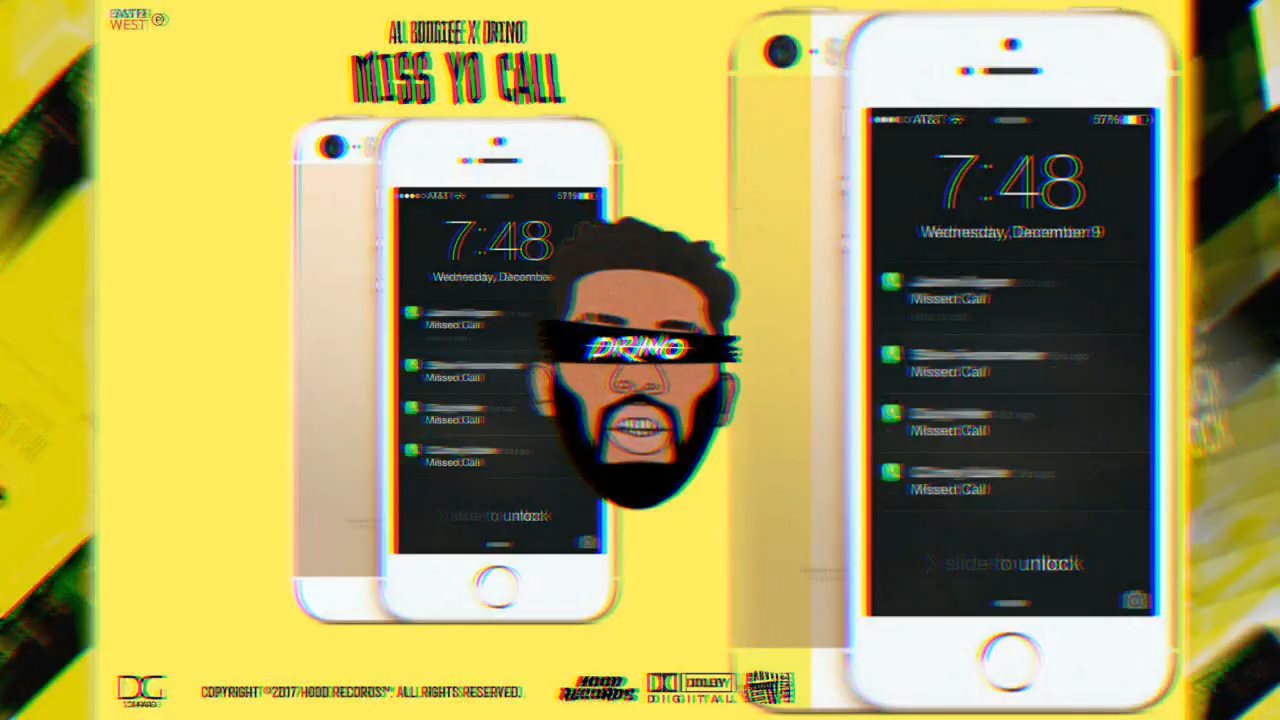 WEST ℗
AL BOOGIEE X DRINO
MISS YO CALL
AT&T 57%
7:48
Wednesday, December
Missed Call
Missed Call
Missed Call
Missed Call
slide to unlock
DRINO
AT&T 57%
7:48
Wednesday, December 9
Missed Call
Missed Call
Missed Call
Missed Call
slide to unlock
DG
COPYRIGHT ©2017 HOOD RECORDS™ ALL RIGHTS RESERVED.
HOOD
RECORDS
DOLBY
DIGITAL